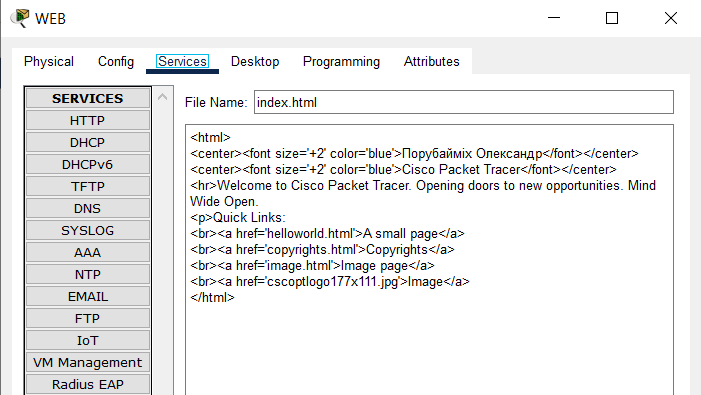 WEB
Physical Config Services Desktop Programming Attributes
SERVICES
HTTP
DHCP
DHCPv6
TFTP
DNS
SYSLOG
AAA
NTP
EMAIL
FTP
IoT
VM Management
Radius EAP
File Name: index.html
<html>
<center><font size='+2' color='blue'>Порубайміх Олександр</font></center>
<center><font size='+2' color='blue'>Cisco Packet Tracer</font></center>
<hr>Welcome to Cisco Packet Tracer. Opening doors to new opportunities. Mind
Wide Open.
<p>Quick Links:
<br><a href='helloworld.html'>A small page</a>
<br><a href='copyrights.html'>Copyrights</a>
<br><a href='image.html'>Image page</a>
<br><a href='cscoptlogo177x111.jpg'>Image</a>
</html>